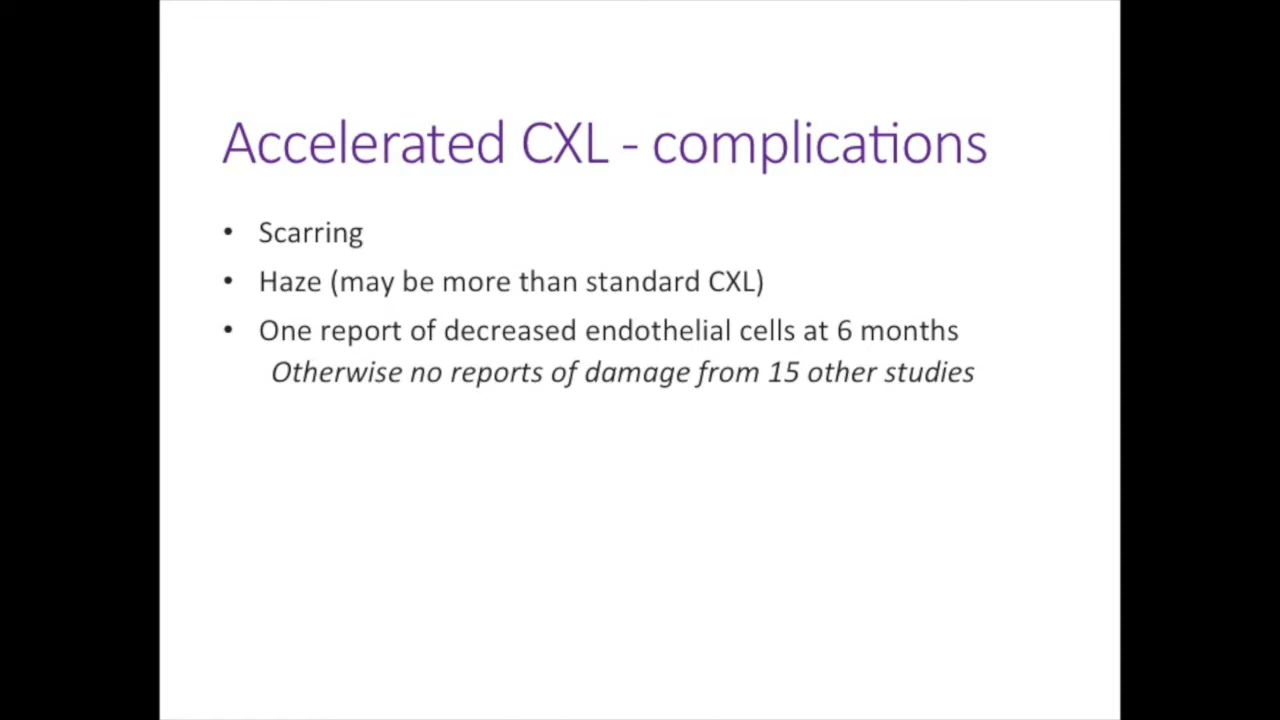 Accelerated CXL - complications
• Scarring
• Haze (may be more than standard CXL)
• One report of decreased endothelial cells at 6 months
Otherwise no reports of damage from 15 other studies